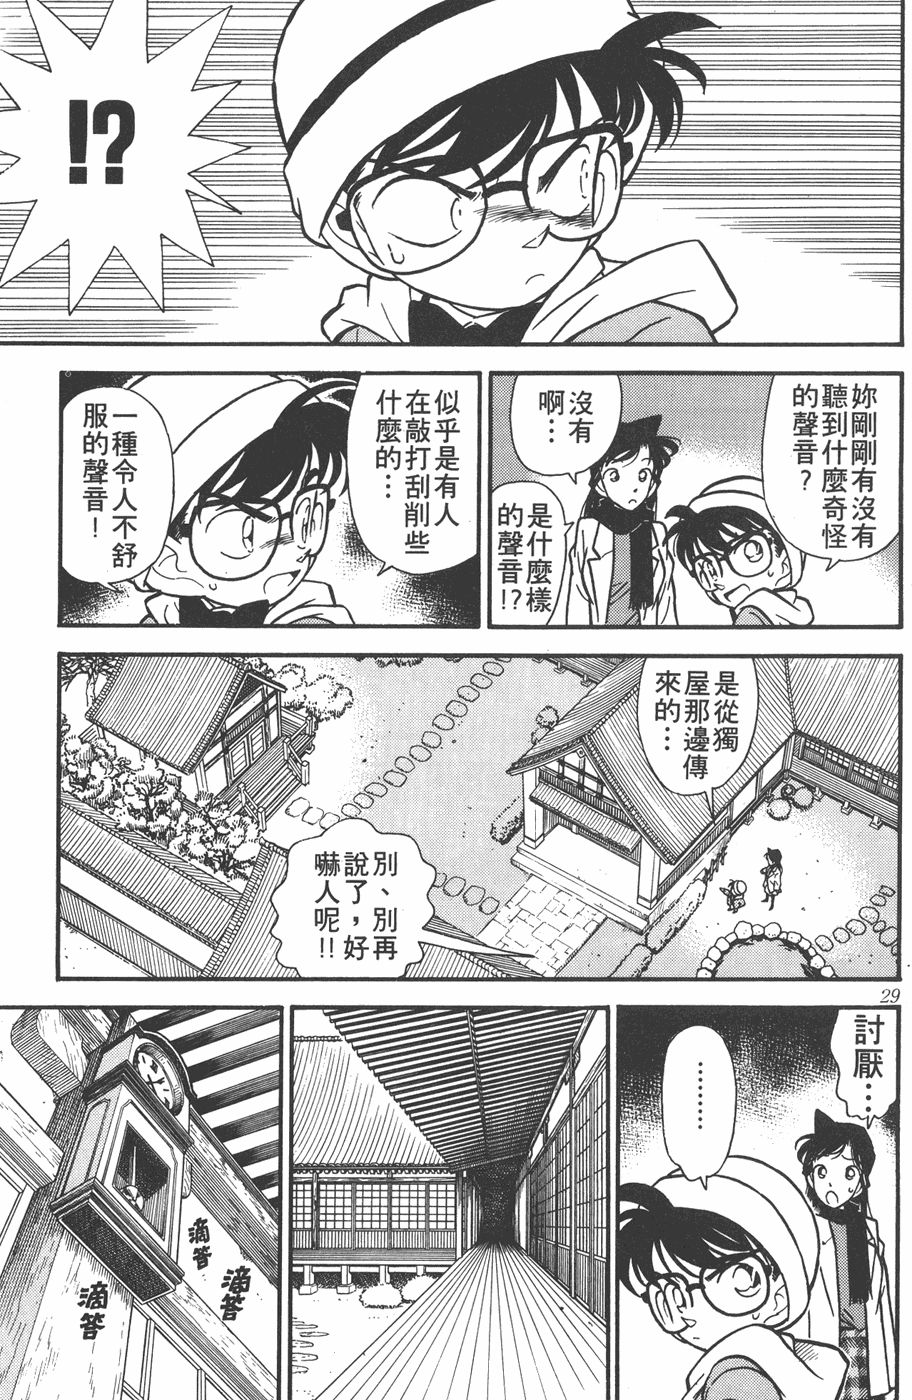 !?
妳剛剛有沒有
聽到什麼奇怪
的聲音？
沒有
啊…
是什麼樣
的聲音!?
似乎是有人
在敲打刮削些
什麼的…
一種令人不舒
服的聲音！
是從獨
屋那邊傳
來的…
別、別再
說了，好
嚇人呢!!
29
討厭…
……
滴答
滴答
滴答